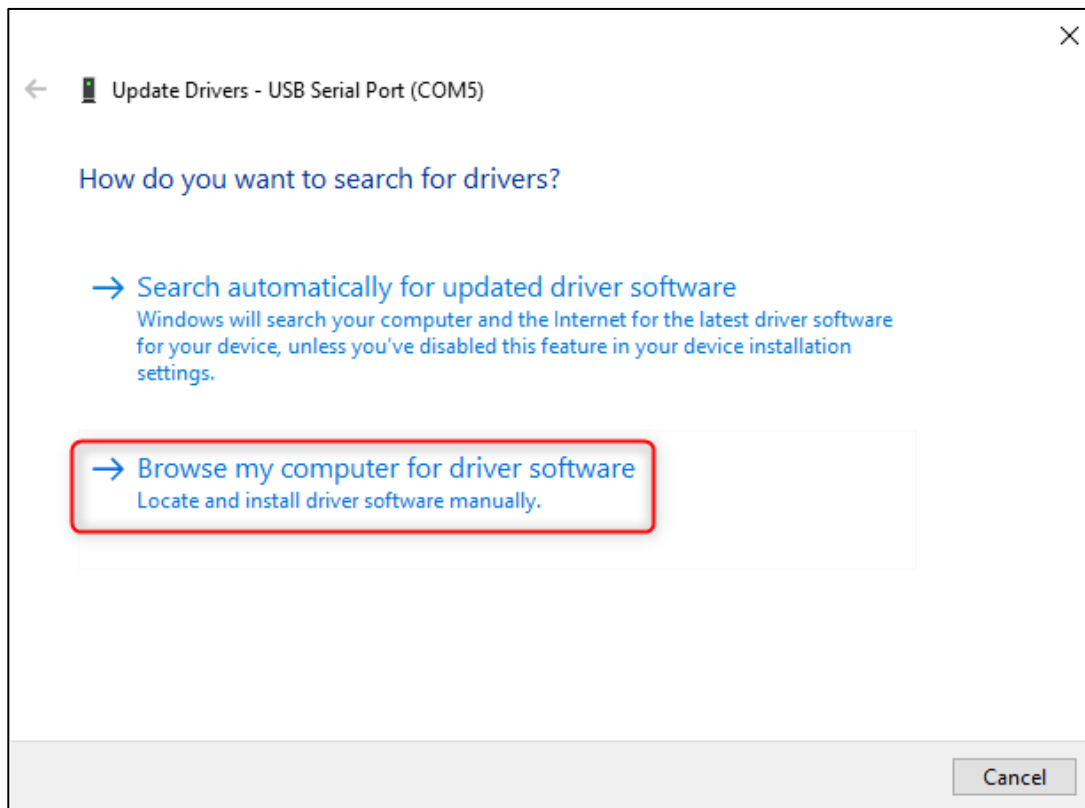 Update Drivers - USB Serial Port (COM5)
How do you want to search for drivers?
Search automatically for updated driver software
Windows will search your computer and the Internet for the latest driver software
for your device, unless you've disabled this feature in your device installation
settings.
Browse my computer for driver software
Locate and install driver software manually.
Cancel